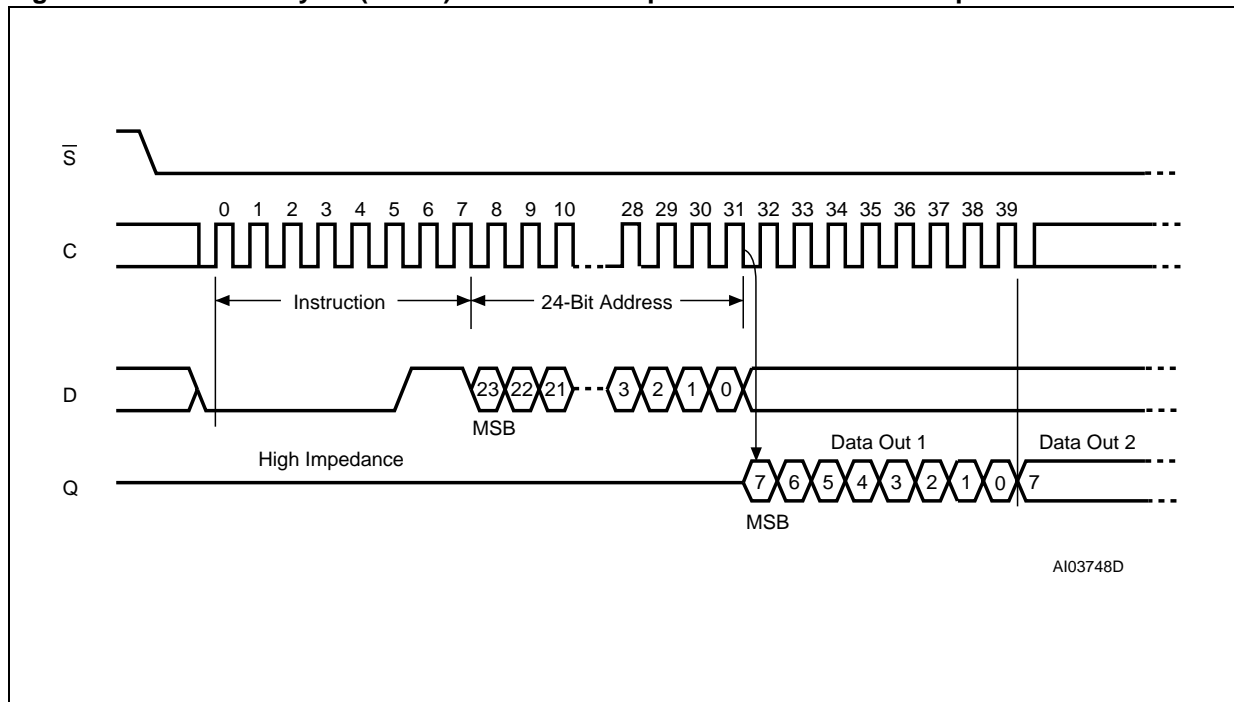 S
0 1 2 3 4 5 6 7 8 9 10 28 29 30 31 32 33 34 35 36 37 38 39
C
Instruction 24-Bit Address
D
23 22 21 3 2 1 0
MSB
Data Out 1 Data Out 2
High Impedance
Q
7 6 5 4 3 2 1 0 7
MSB
AI03748D